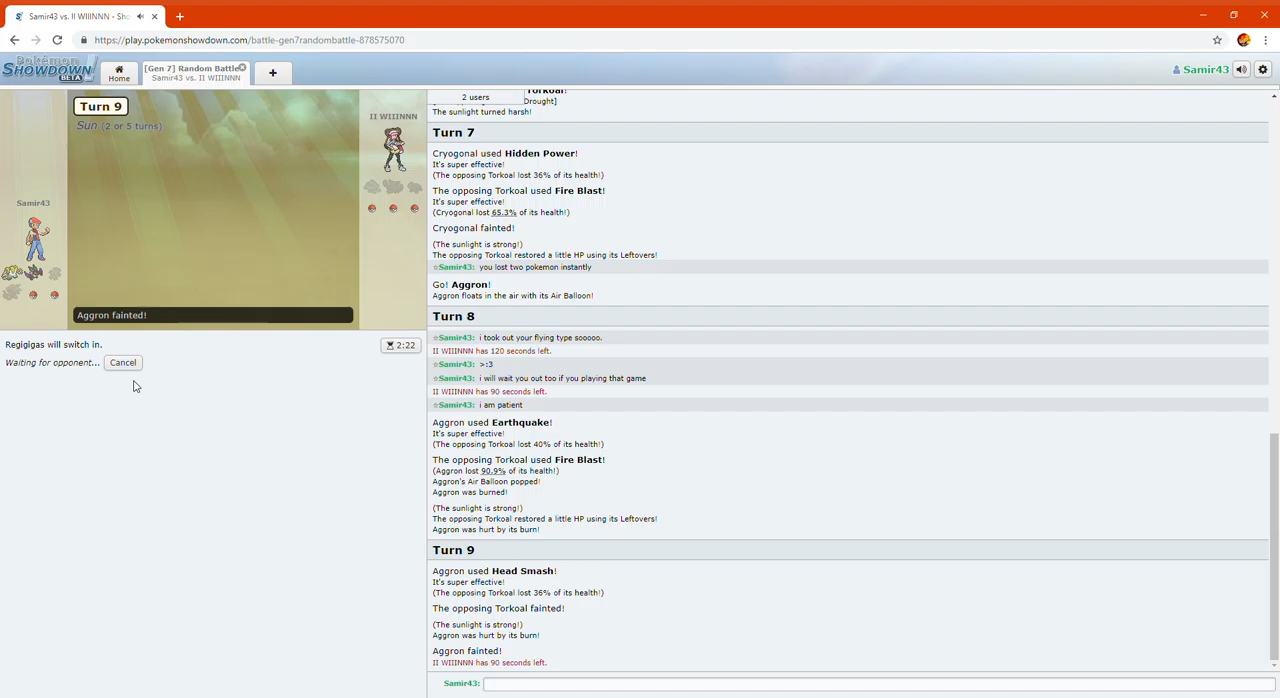 Samir43 vs. II WIIINNN - Sho
https://play.pokemonshowdown.com/battle-gen7randombattle-878575070
Pokémon
SHOWDOWN
BETA
Home
[Gen 7] Random Battle
Samir43 vs. II WIIINNN
Samir43
Turn 9
Sun (2 or 5 turns)
II WIIINNN
Samir43
Aggron fainted!
Regigigas will switch in.
Waiting for opponent...
Cancel
2:22
2 users
Torkoal!
Drought]
The sunlight turned harsh!
Turn 7
Cryogonal used Hidden Power!
It's super effective!
(The opposing Torkoal lost 36% of its health!)
The opposing Torkoal used Fire Blast!
It's super effective!
(Cryogonal lost 65.3% of its health!)
Cryogonal fainted!
(The sunlight is strong!)
The opposing Torkoal restored a little HP using its Leftovers!
☆Samir43: you lost two pokemon instantly
Go! Aggron!
Aggron floats in the air with its Air Balloon!
Turn 8
☆Samir43: i took out your flying type sooooo.
II WIIINNN has 120 seconds left.
☆Samir43: >:3
☆Samir43: i will wait you out too if you playing that game
II WIIINNN has 90 seconds left.
☆Samir43: i am patient
Aggron used Earthquake!
It's super effective!
(The opposing Torkoal lost 40% of its health!)
The opposing Torkoal used Fire Blast!
(Aggron lost 90.9% of its health!)
Aggron's Air Balloon popped!
Aggron was burned!
(The sunlight is strong!)
The opposing Torkoal restored a little HP using its Leftovers!
Aggron was hurt by its burn!
Turn 9
Aggron used Head Smash!
It's super effective!
(The opposing Torkoal lost 36% of its health!)
The opposing Torkoal fainted!
(The sunlight is strong!)
Aggron was hurt by its burn!
Aggron fainted!
II WIIINNN has 90 seconds left.
Samir43: